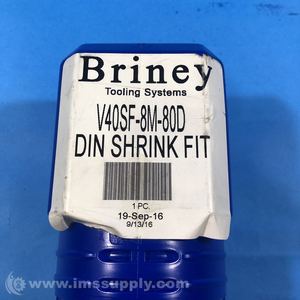 Briney
Tooling Systems
V40SF-8M-80D
DIN SHRINK FIT
1 PC.
19-Sep-16
9/13/16
© www.imssupply.com